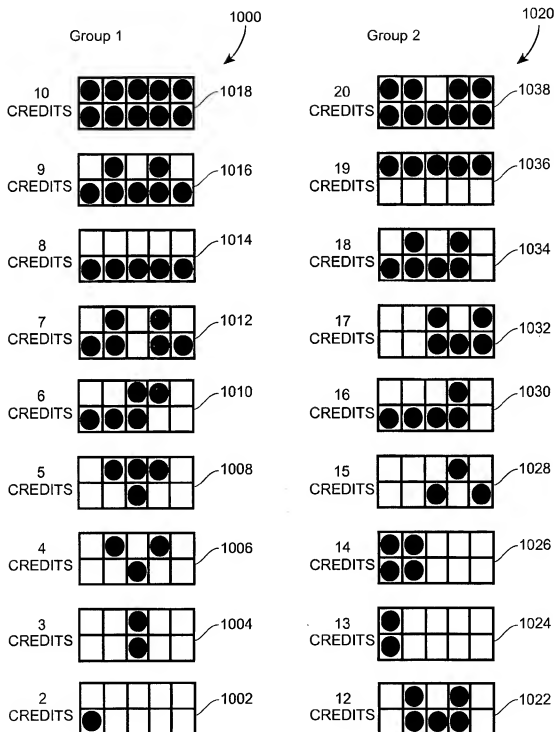 1000
Group 1
10
CREDITS
1018
9
CREDITS
1016
8
CREDITS
1014
7
CREDITS
1012
6
CREDITS
1010
5
CREDITS
1008
4
CREDITS
1006
3
CREDITS
1004
2
CREDITS
1002
1020
Group 2
20
CREDITS
1038
19
CREDITS
1036
18
CREDITS
1034
17
CREDITS
1032
16
CREDITS
1030
15
CREDITS
1028
14
CREDITS
1026
13
CREDITS
1024
12
CREDITS
1022